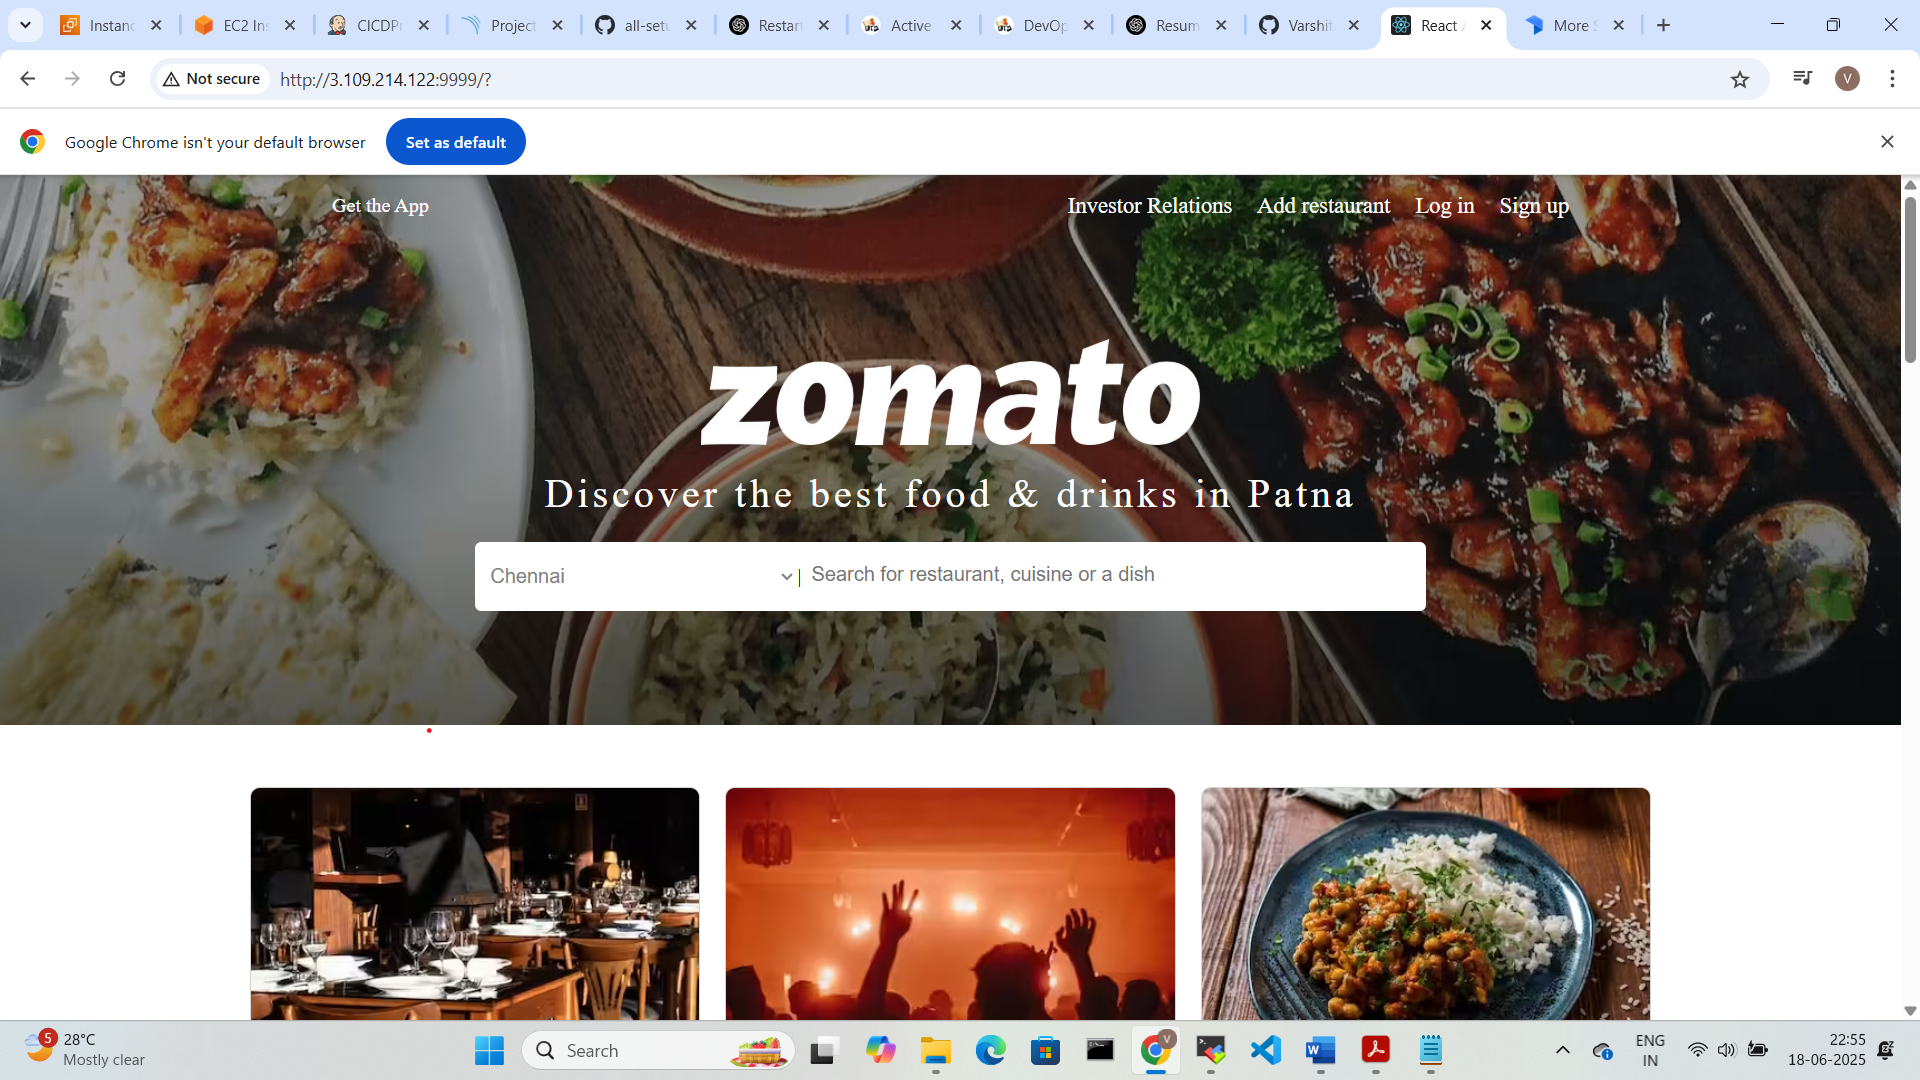 Instanc
EC2 Ins
CICDPr
Project
all-setu
Restart
Active
DevOp
Resum
Varshit
React A
More S
Not secure
http://3.109.214.122:9999/?
V
Google Chrome isn't your default browser
Set as default
Get the App
Investor Relations
Add restaurant
Log in
Sign up
zomato
Discover the best food & drinks in Patna
Chennai
Search for restaurant, cuisine or a dish
5
28°C
Mostly clear
Search
V
ENG
IN
22:55
18-06-2025